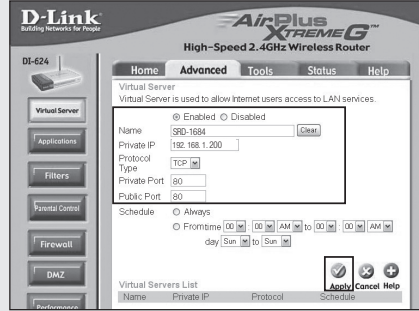 D-Link
Building Networks for People
AirPlus
XTREME G™
High-Speed 2.4GHz Wireless Router
DI-624
Home Advanced Tools Status Help
Virtual Server
Applications
Filters
Parental Control
Firewall
DMZ
Performance
Virtual Server
Virtual Server is used to allow Internet users access to LAN services.
Enabled Disabled
Name SRD-1684 Clear
Private IP 192.168.1.200
Protocol Type TCP
Private Port 80
Public Port 80
Schedule Always
From time 00 : 00 AM to 00 : 00 AM
day Sun to Sun
Apply Cancel Help
Virtual Servers List
Name Private IP Protocol Schedule